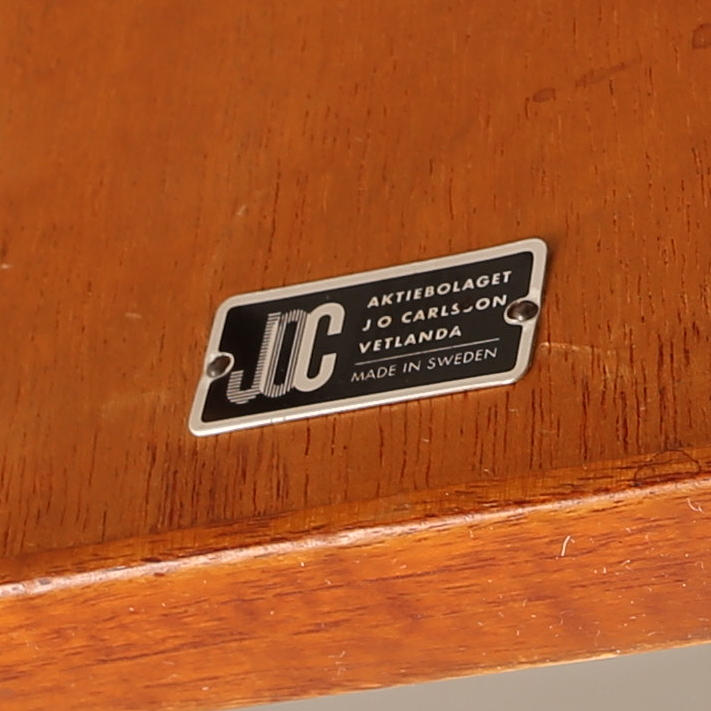 JOC
AKTIEBOLAGET
J O CARLSSON
VETLANDA
MADE IN SWEDEN